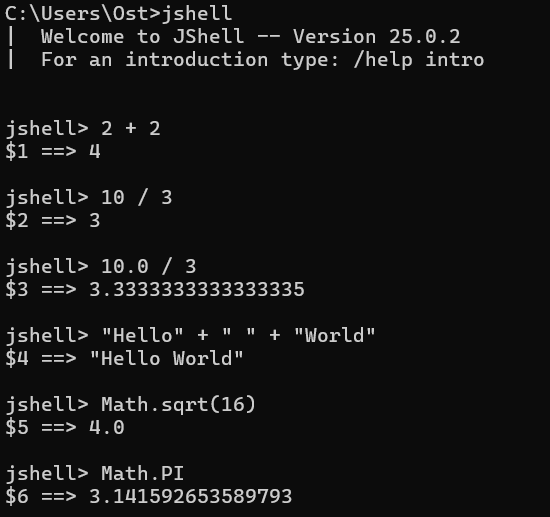 C:\Users\Ost>jshell
|  Welcome to JShell -- Version 25.0.2
|  For an introduction type: /help intro
jshell> 2 + 2
$1 ==> 4
jshell> 10 / 3
$2 ==> 3
jshell> 10.0 / 3
$3 ==> 3.3333333333333335
jshell> "Hello" + " " + "World"
$4 ==> "Hello World"
jshell> Math.sqrt(16)
$5 ==> 4.0
jshell> Math.PI
$6 ==> 3.141592653589793